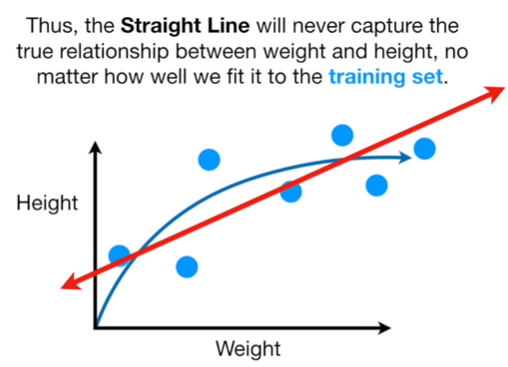 Thus, the Straight Line will never capture the
true relationship between weight and height, no
matter how well we fit it to the training set.
Height
Weight